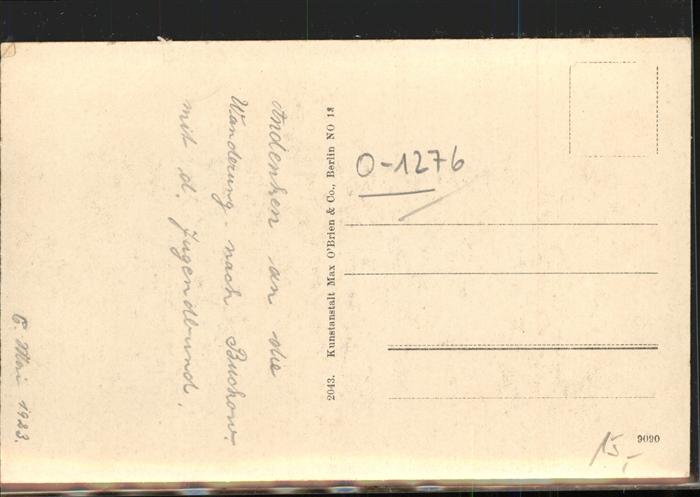 Andenken an die
Wanderung nach Buckow.
mit d. Jugendbund,
6. Mai 1923.
2043. Kunstanstalt Max O'Brien & Co., Berlin NO 18
O-1276
9090
15,-